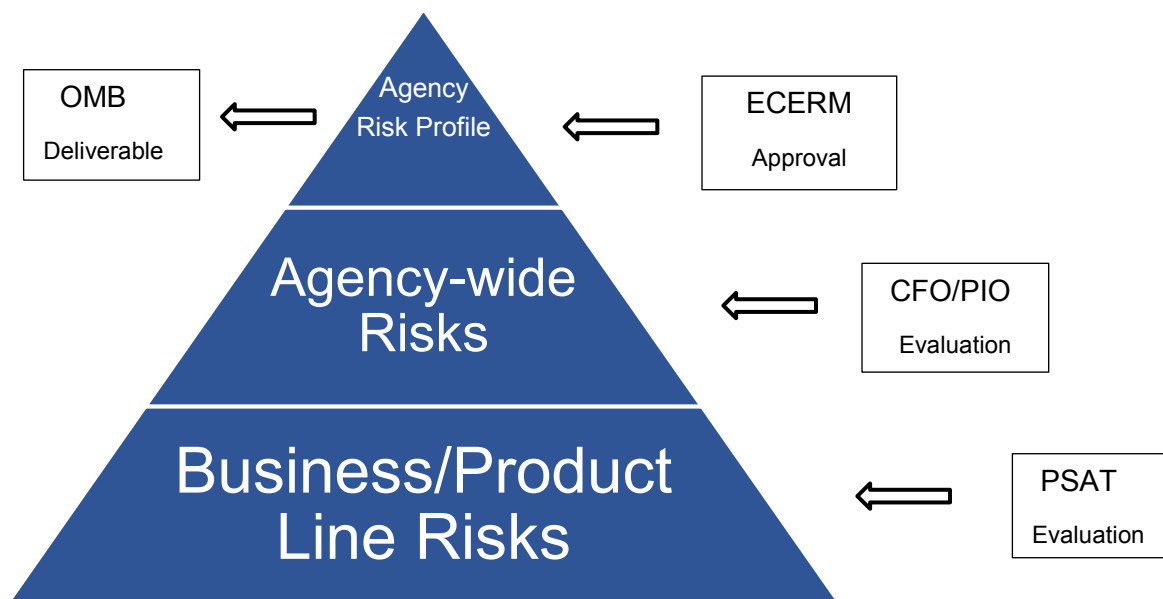 Agency
Risk Profile
OMB
Deliverable
ECERM
Approval
Agency-wide
Risks
CFO/PIO
Evaluation
Business/Product
Line Risks
PSAT
Evaluation